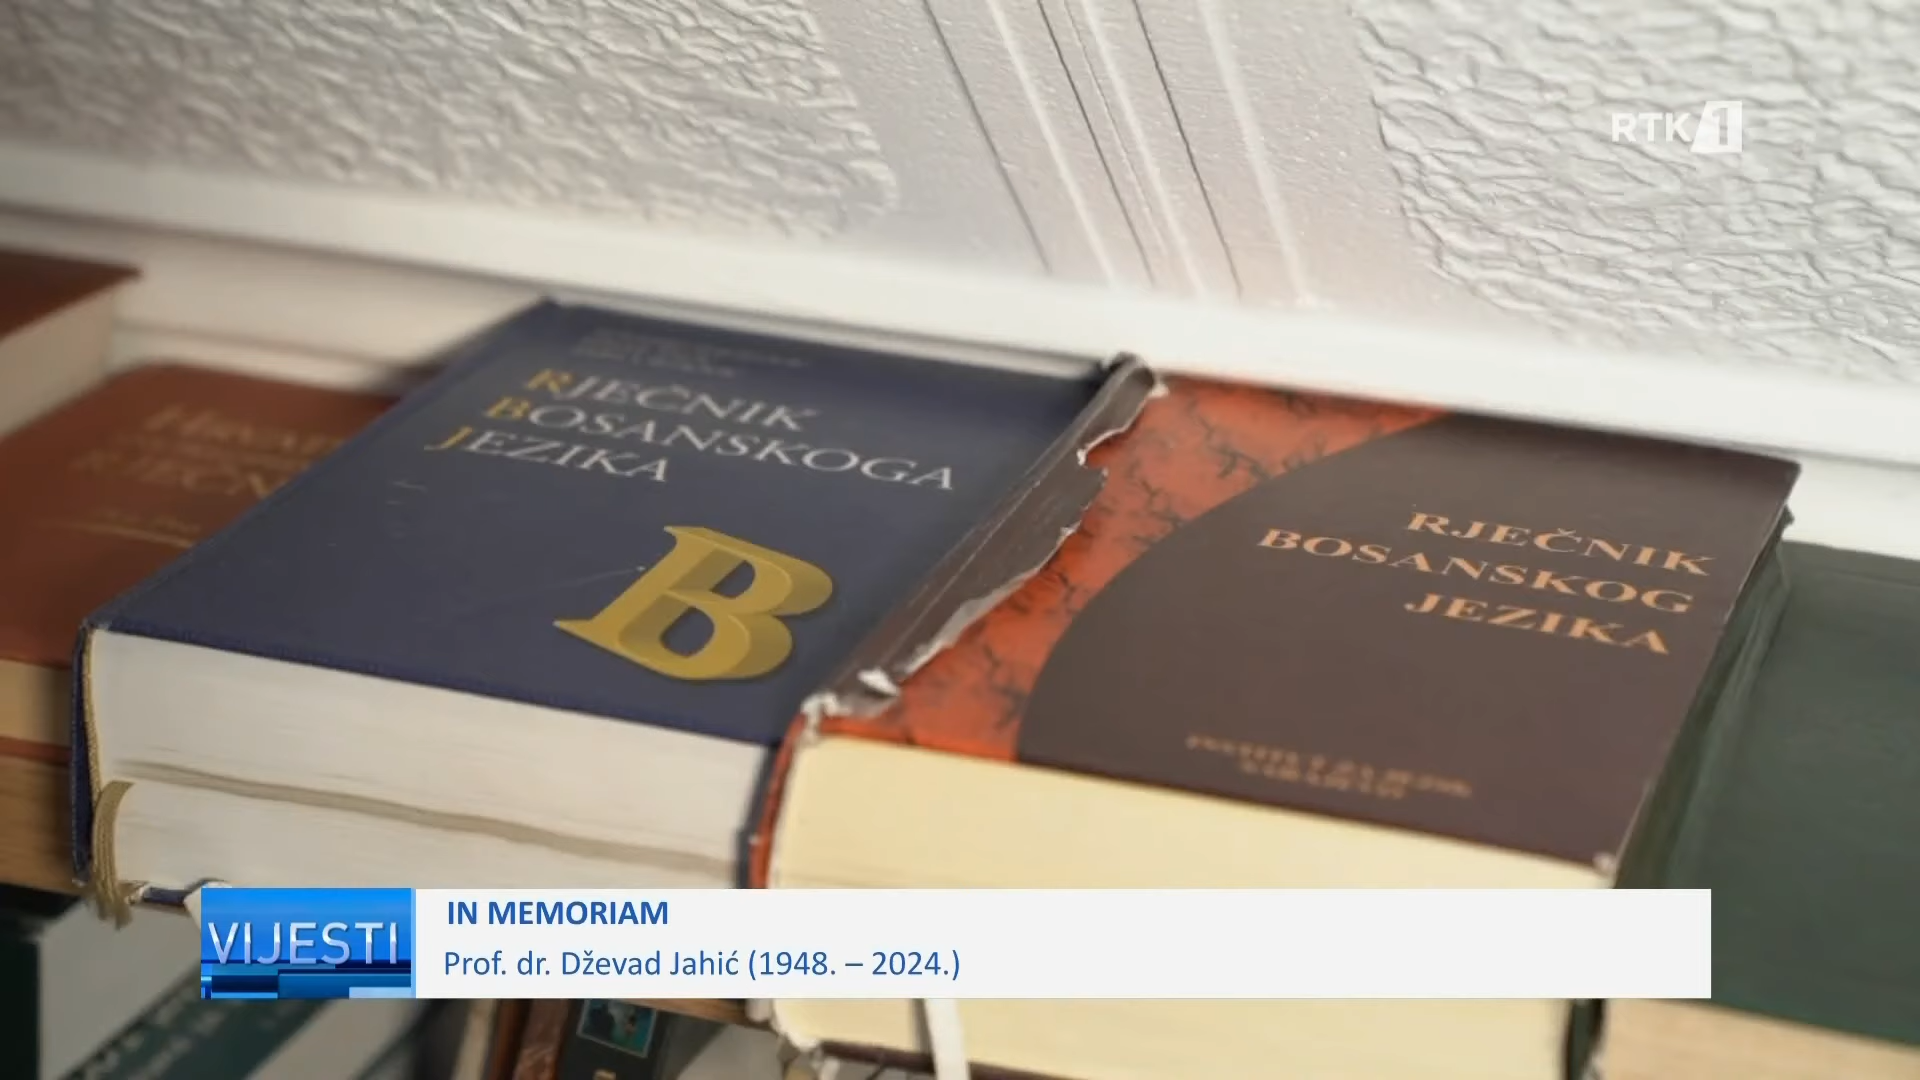 RTK 1
RJEČNIK
BOSANSKOGA
JEZIKA
B
RJEČNIK
BOSANSKOG
JEZIKA
VIJESTI
IN MEMORIAM
Prof. dr. Dževad Jahić (1948. – 2024.)